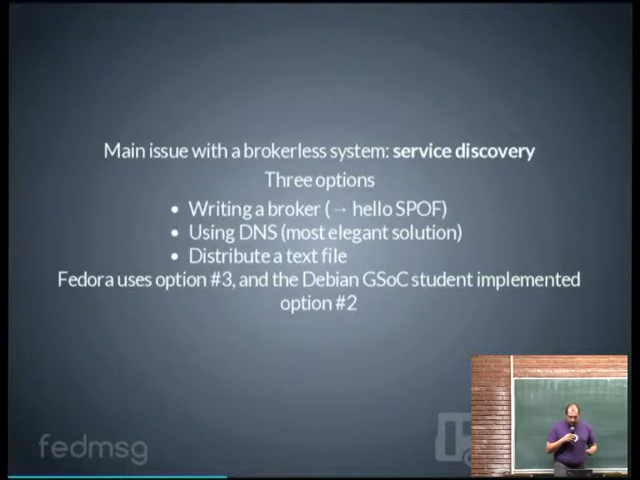 Main issue with a brokerless system: service discovery
Three options
• Writing a broker (→ hello SPOF)
• Using DNS (most elegant solution)
• Distribute a text file
Fedora uses option #3, and the Debian GSoC student implemented
option #2
fedmsg